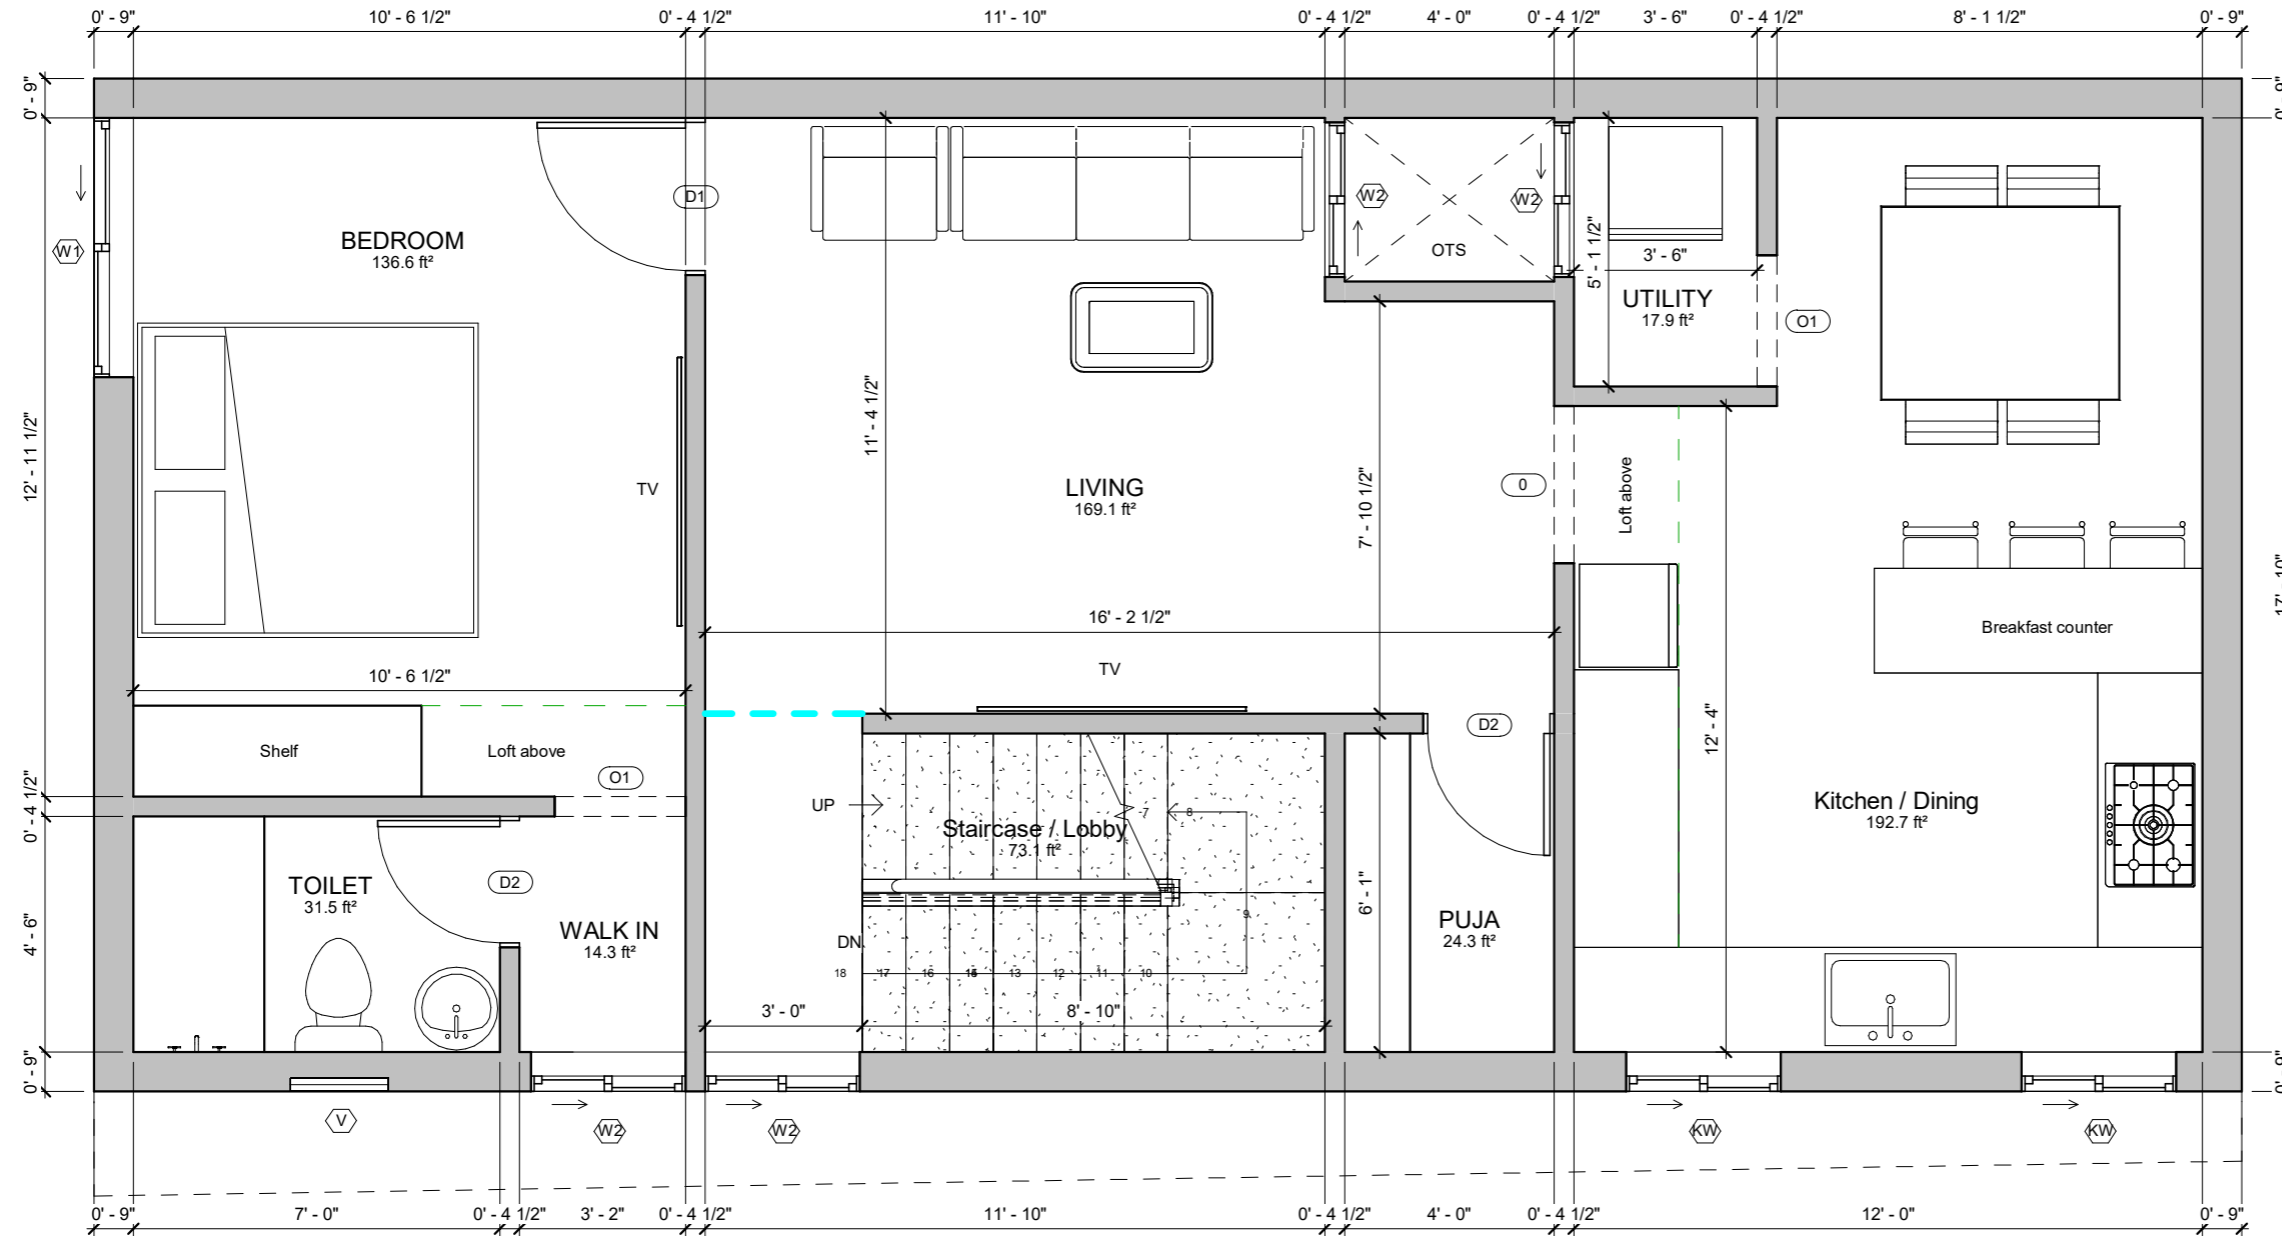 0' - 9" 10' - 6 1/2" 0' - 4 1/2" 11' - 10" 0' - 4 1/2" 4' - 0" 0' - 4 1/2" 3' - 6" 0' - 4 1/2" 8' - 1 1/2" 0' - 9"
0' - 9"
12' - 11 1/2"
0' - 4 1/2"
4' - 6"
0' - 9"
W1
BEDROOM
136.6 ft²
D1
TV
10' - 6 1/2"
Shelf
Loft above
O1
TOILET
31.5 ft²
D2
WALK IN
14.3 ft²
V
W2
W2
11' - 4 1/2"
LIVING
169.1 ft²
16' - 2 1/2"
TV
7' - 10 1/2"
W2
W2
OTS
5' - 1 1/2"
3' - 6"
UTILITY
17.9 ft²
O1
0
Loft above
12' - 4"
Breakfast counter
Kitchen / Dining
192.7 ft²
UP
Staircase / Lobby
73.1 ft²
7 8
9
DN
18 17 16 13 12 11 10
3' - 0" 8' - 10"
6' - 1"
D2
PUJA
24.3 ft²
KW
KW
17' - 10"
0' - 9" 7' - 0" 0' - 4 1/2" 3' - 2" 0' - 4 1/2" 11' - 10" 0' - 4 1/2" 4' - 0" 0' - 4 1/2" 12' - 0" 0' - 9"